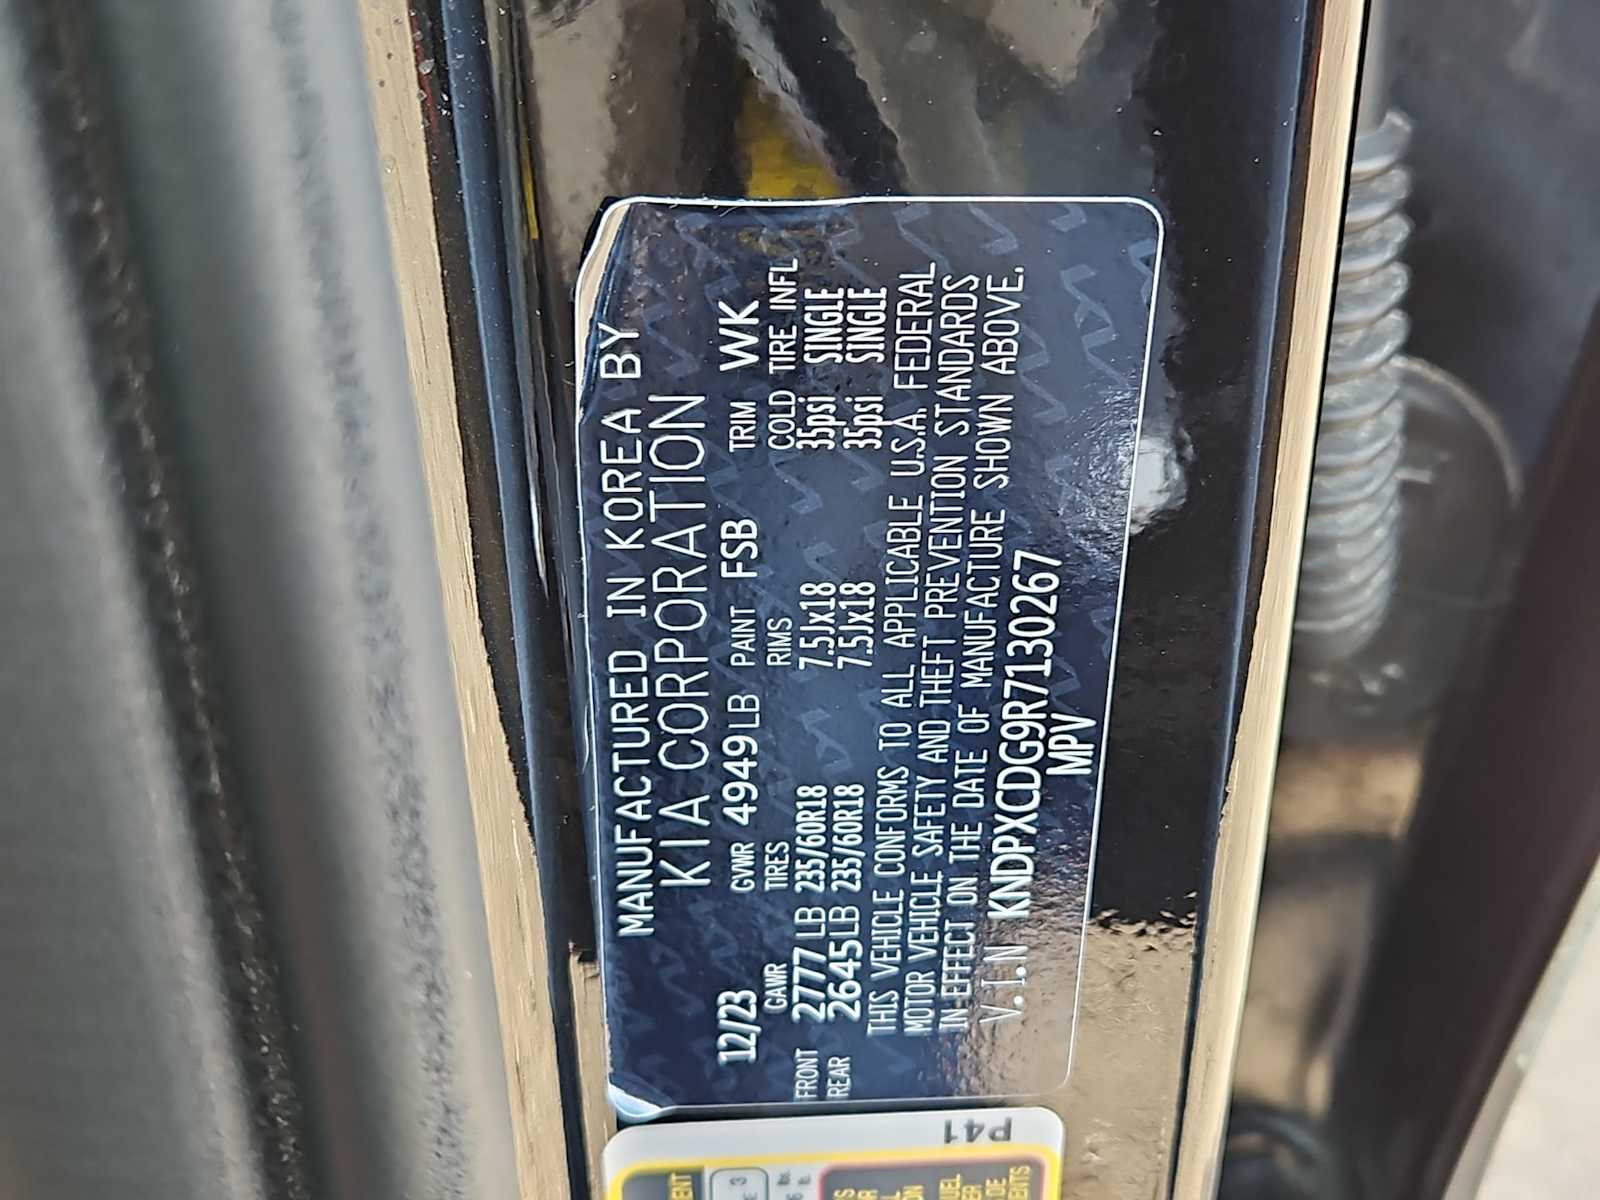 MANUFACTURED IN KOREA BY
KIA CORPORATION
12/23 GVWR 4949LB PAINT FSB TRIM WK
GAWR TIRES RIMS COLD TIRE INFL
FRONT 2777LB 235/60R18 7.5Jx18 35psi SINGLE
REAR 2645LB 235/60R18 7.5Jx18 35psi SINGLE
THIS VEHICLE CONFORMS TO ALL APPLICABLE U.S.A. FEDERAL
MOTOR VEHICLE SAFETY AND THEFT PREVENTION STANDARDS
IN EFFECT ON THE DATE OF MANUFACTURE SHOWN ABOVE.
V.I.N KNDPXCDG9R7130267
MPV
P41